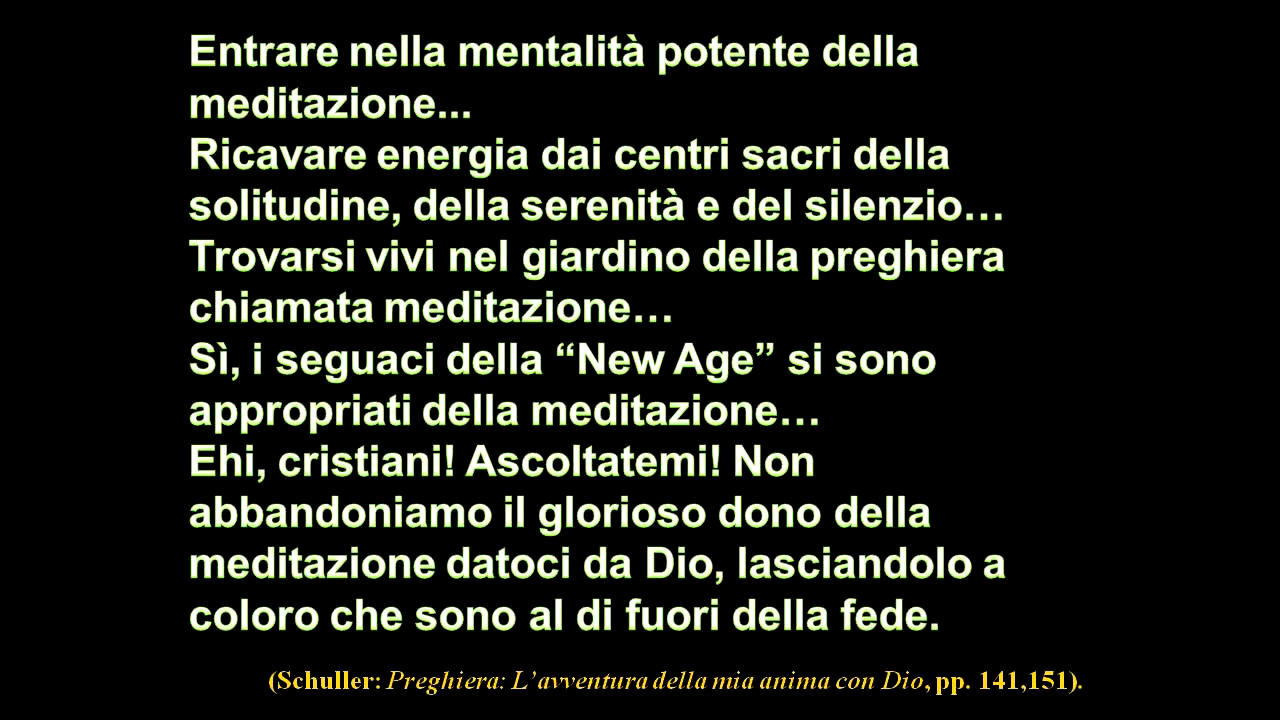 Entrare nella mentalità potente della
meditazione...
Ricavare energia dai centri sacri della
solitudine, della serenità e del silenzio…
Trovarsi vivi nel giardino della preghiera
chiamata meditazione…
Sì, i seguaci della “New Age” si sono
appropriati della meditazione…
Ehi, cristiani! Ascoltatemi! Non
abbandoniamo il glorioso dono della
meditazione datoci da Dio, lasciandolo a
coloro che sono al di fuori della fede.
(Schuller: Preghiera: L’avventura della mia anima con Dio, pp. 141,151).